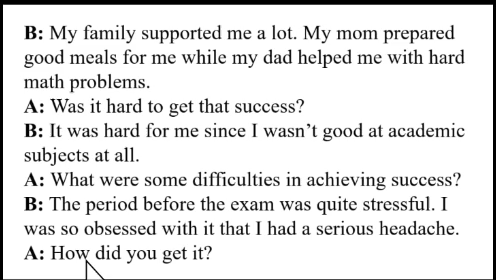 B: My family supported me a lot. My mom prepared
good meals for me while my dad helped me with hard
math problems.
A: Was it hard to get that success?
B: It was hard for me since I wasn’t good at academic
subjects at all.
A: What were some difficulties in achieving success?
B: The period before the exam was quite stressful. I
was so obsessed with it that I had a serious headache.
A: How did you get it?